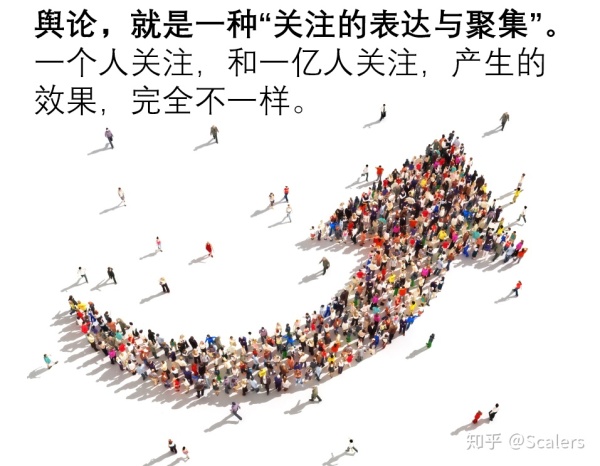 舆论，就是一种“关注的表达与聚集”。
一个人关注，和一亿人关注，产生的
效果，完全不一样。
知乎 @Scalers